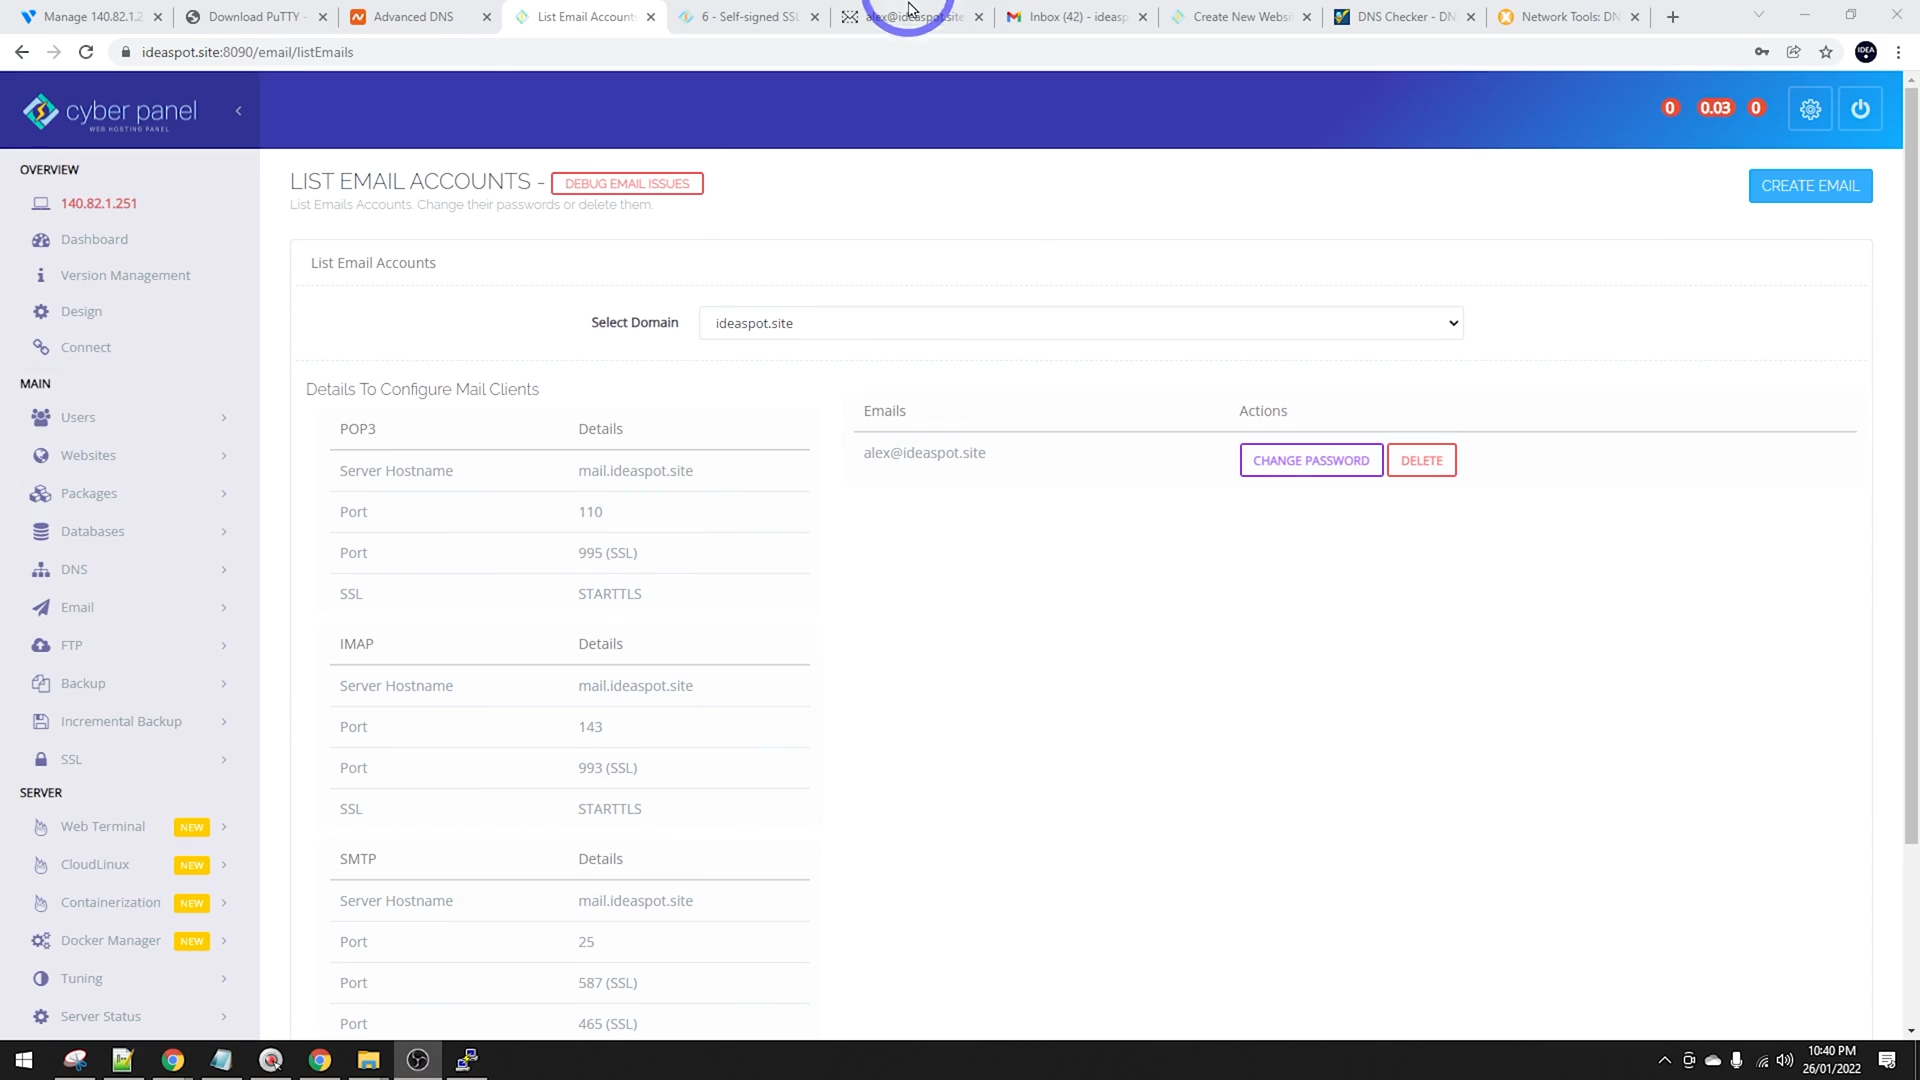 Manage 140.82.1.2
Download PuTTY -
Advanced DNS
List Email Account
6 - Self-signed SSL
alex@ideaspot.site
Inbox (42) - ideasp
Create New Websi
DNS Checker - DN
Network Tools: DN
ideaspot.site:8090/email/listEmails
IDEA
cyber panel
WEB HOSTING PANEL
0 0.03 0
OVERVIEW
140.82.1.251
Dashboard
Version Management
Design
Connect
MAIN
Users
Websites
Packages
Databases
DNS
Email
FTP
Backup
Incremental Backup
SSL
SERVER
Web Terminal NEW
CloudLinux NEW
Containerization NEW
Docker Manager NEW
Tuning
Server Status
LIST EMAIL ACCOUNTS - DEBUG EMAIL ISSUES
List Emails Accounts. Change their passwords or delete them.
CREATE EMAIL
List Email Accounts
Select Domain ideaspot.site
Details To Configure Mail Clients
POP3 Details
Server Hostname mail.ideaspot.site
Port 110
Port 995 (SSL)
SSL STARTTLS
IMAP Details
Server Hostname mail.ideaspot.site
Port 143
Port 993 (SSL)
SSL STARTTLS
SMTP Details
Server Hostname mail.ideaspot.site
Port 25
Port 587 (SSL)
Port 465 (SSL)
Emails Actions
alex@ideaspot.site CHANGE PASSWORD DELETE
10:40 PM
26/01/2022